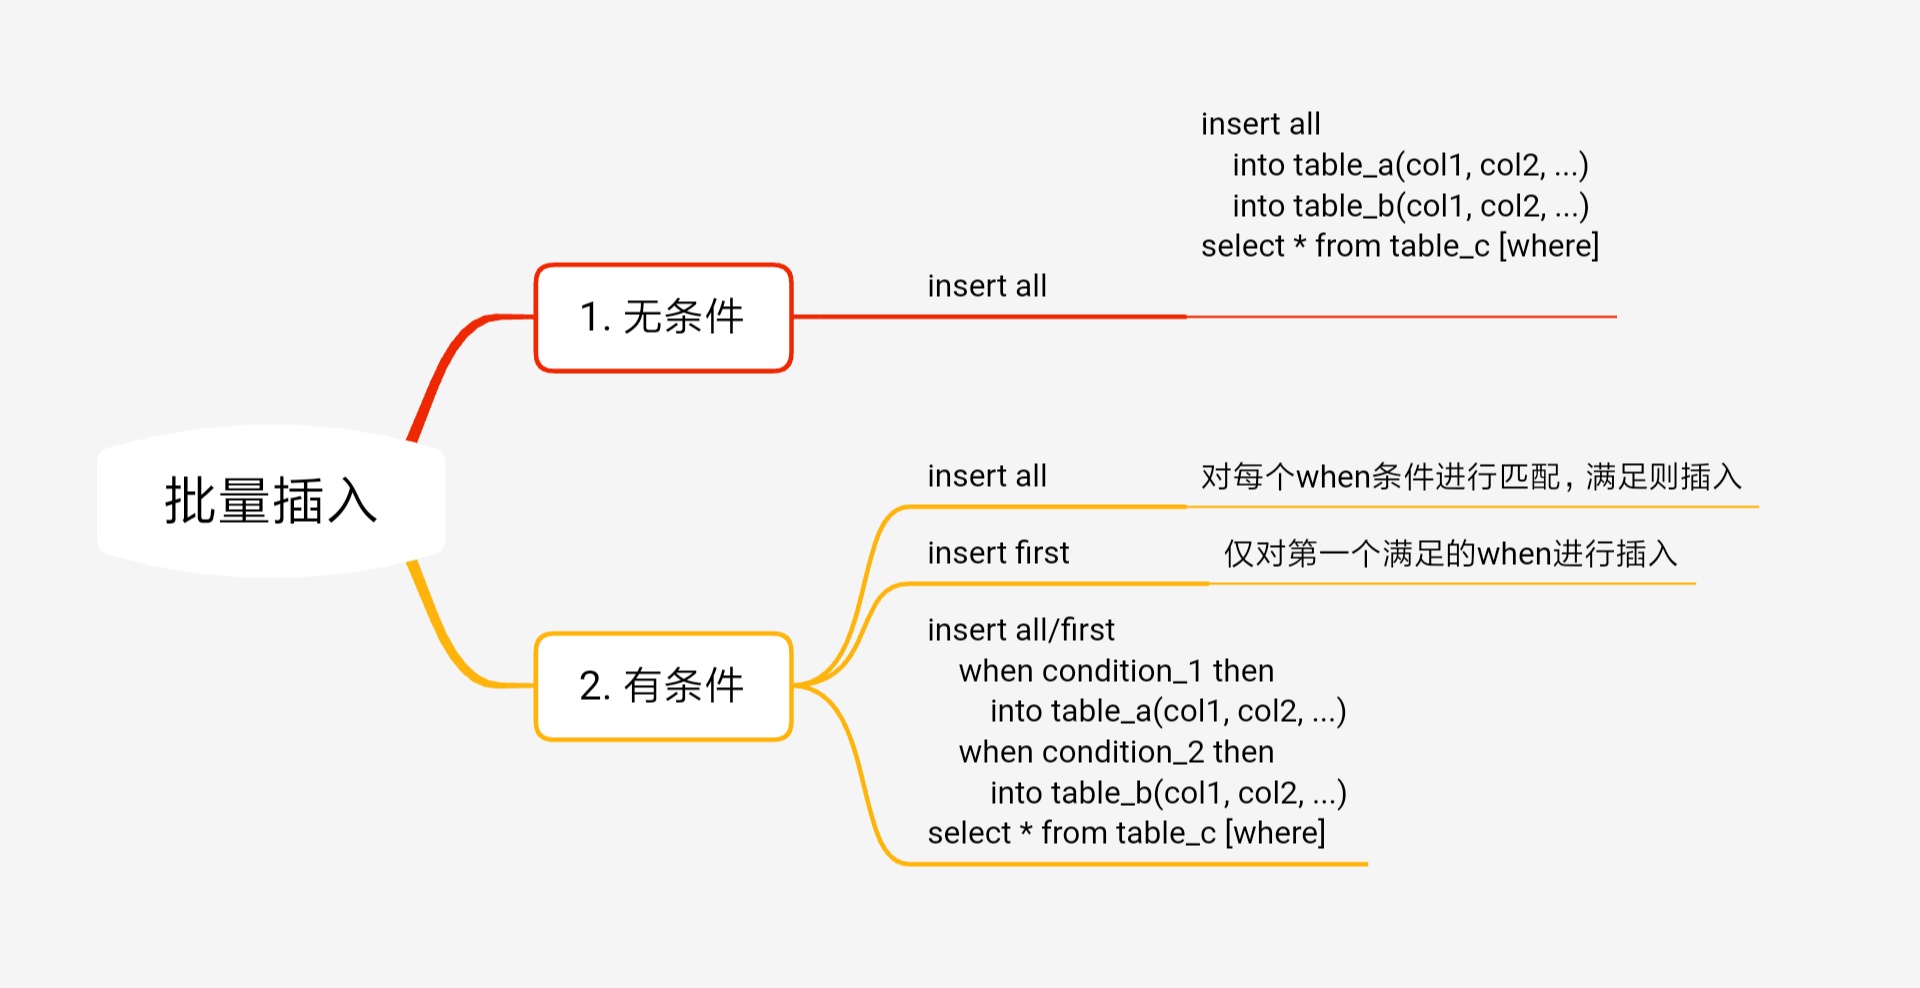 批量插入
1. 无条件
insert all
insert all
into table_a(col1, col2, ...)
into table_b(col1, col2, ...)
select * from table_c [where]
2. 有条件
insert all
对每个when条件进行匹配，满足则插入
insert first
仅对第一个满足的when进行插入
insert all/first
when condition_1 then
into table_a(col1, col2, ...)
when condition_2 then
into table_b(col1, col2, ...)
select * from table_c [where]